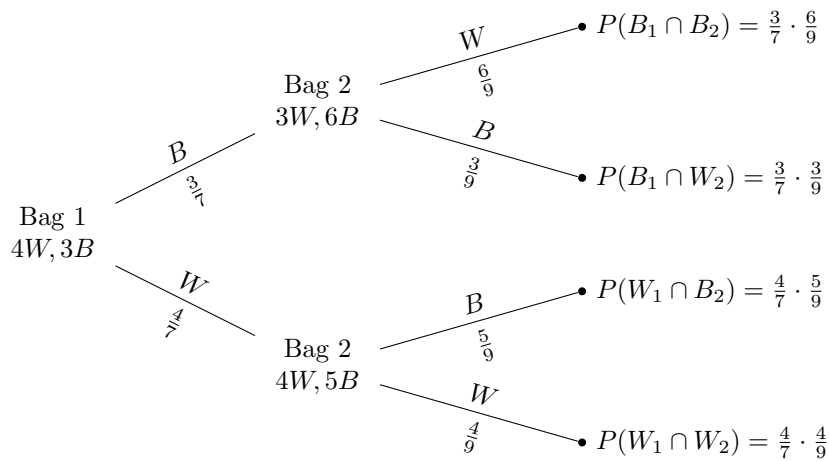 W
6/9
P(B₁ ∩ B₂) = 3/7 · 6/9
Bag 2
3W, 6B
B
3/9
P(B₁ ∩ W₂) = 3/7 · 3/9
B
3/7
Bag 1
4W, 3B
W
4/7
B
5/9
P(W₁ ∩ B₂) = 4/7 · 5/9
Bag 2
4W, 5B
W
4/9
P(W₁ ∩ W₂) = 4/7 · 4/9